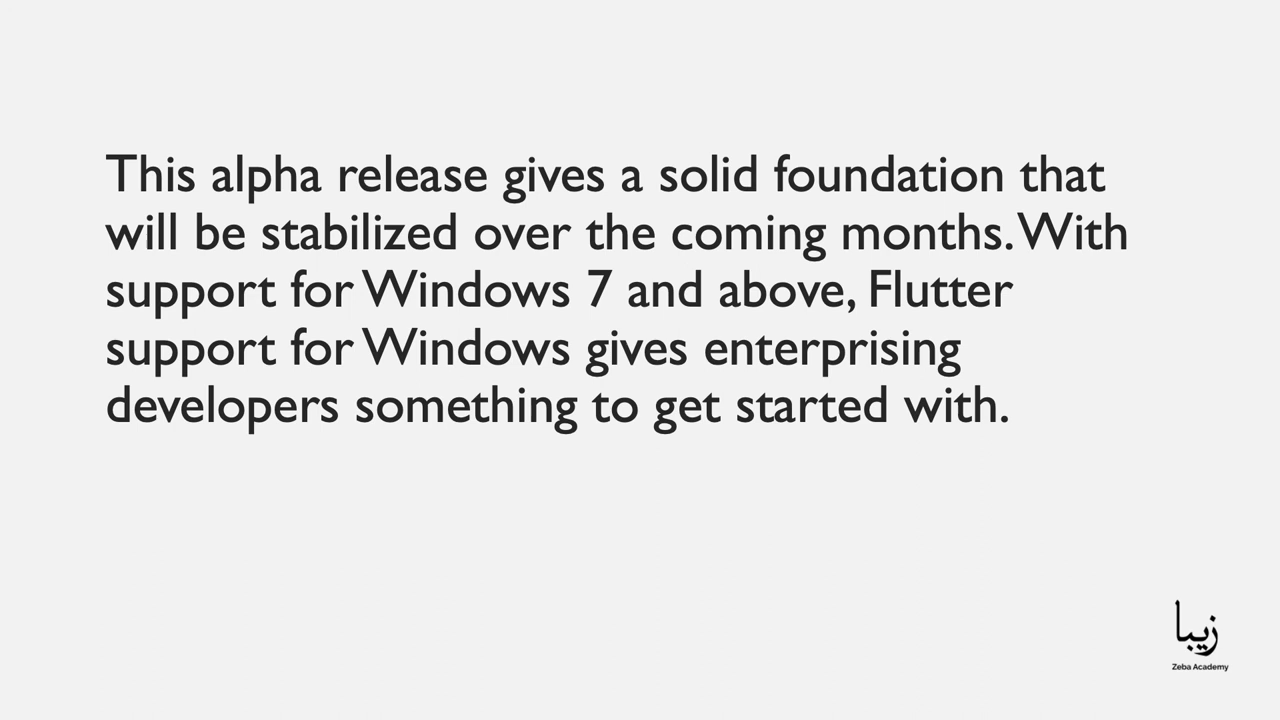 This alpha release gives a solid foundation that
will be stabilized over the coming months. With
support for Windows 7 and above, Flutter
support for Windows gives enterprising
developers something to get started with.
زیبا
Zeba Academy